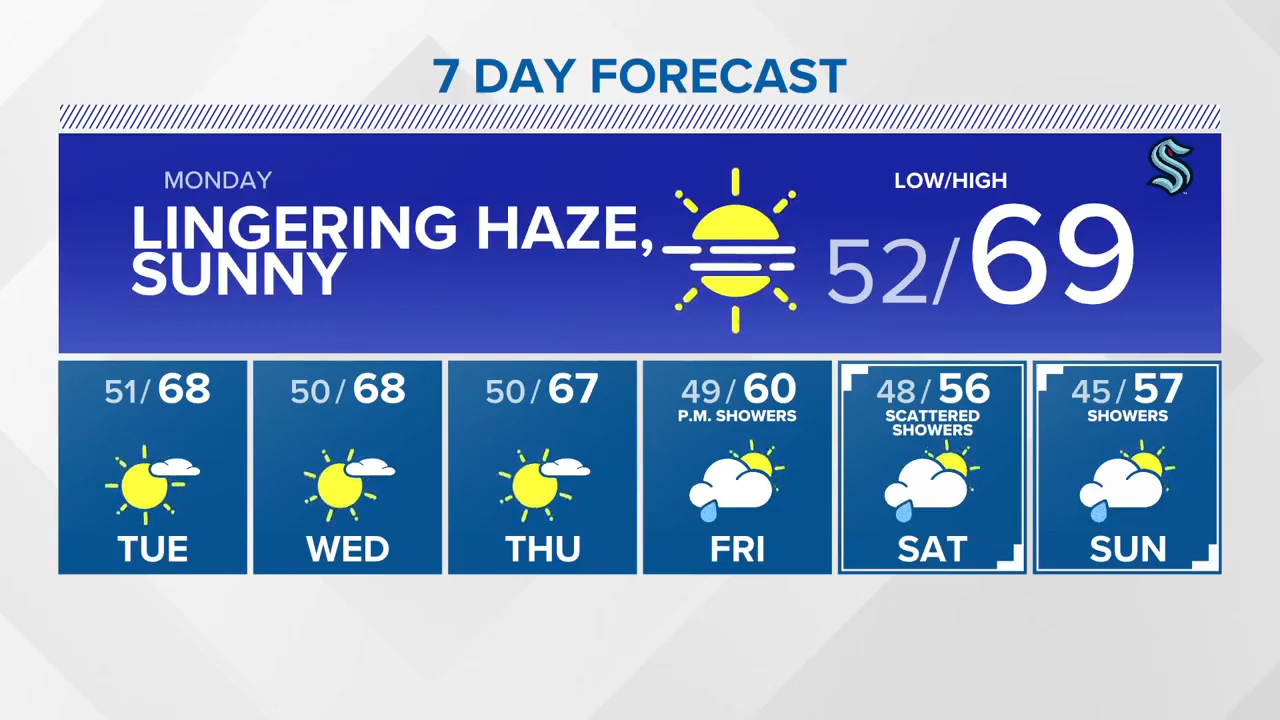 7 DAY FORECAST
MONDAY
LINGERING HAZE,
SUNNY
LOW/HIGH
52/69
51/68
TUE
50/68
WED
50/67
THU
49/60
P.M. SHOWERS
FRI
48/56
SCATTERED
SHOWERS
SAT
45/57
SHOWERS
SUN